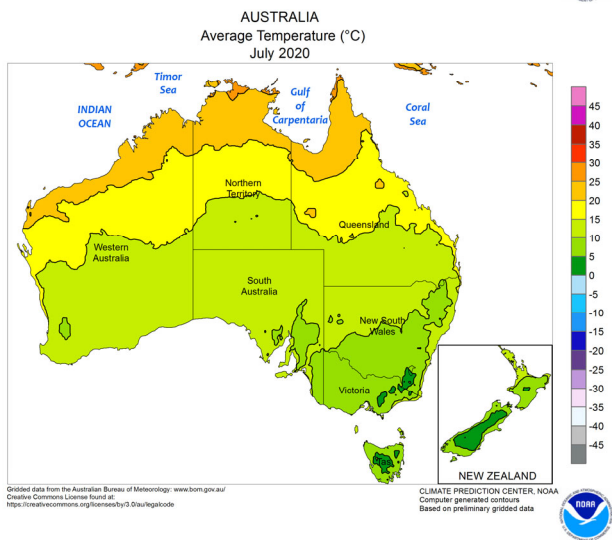 AUSTRALIA
Average Temperature (°C)
July 2020
Timor
Sea
INDIAN
OCEAN
Gulf
of
Carpentaria
Coral
Sea
Northern
Territory
Queensland
Western
Australia
South
Australia
New South
Wales
Victoria
Tas
NEW ZEALAND
45
40
35
30
25
20
15
10
5
0
-5
-10
-15
-20
-25
-30
-35
-40
-45
Gridded data from the Australian Bureau of Meteorology: www.bom.gov.au/
Creative Commons License found at:
https://creativecommons.org/licenses/by/3.0/au/legalcode
CLIMATE PREDICTION CENTER, NOAA
Computer generated contours
Based on preliminary gridded data
NOAA